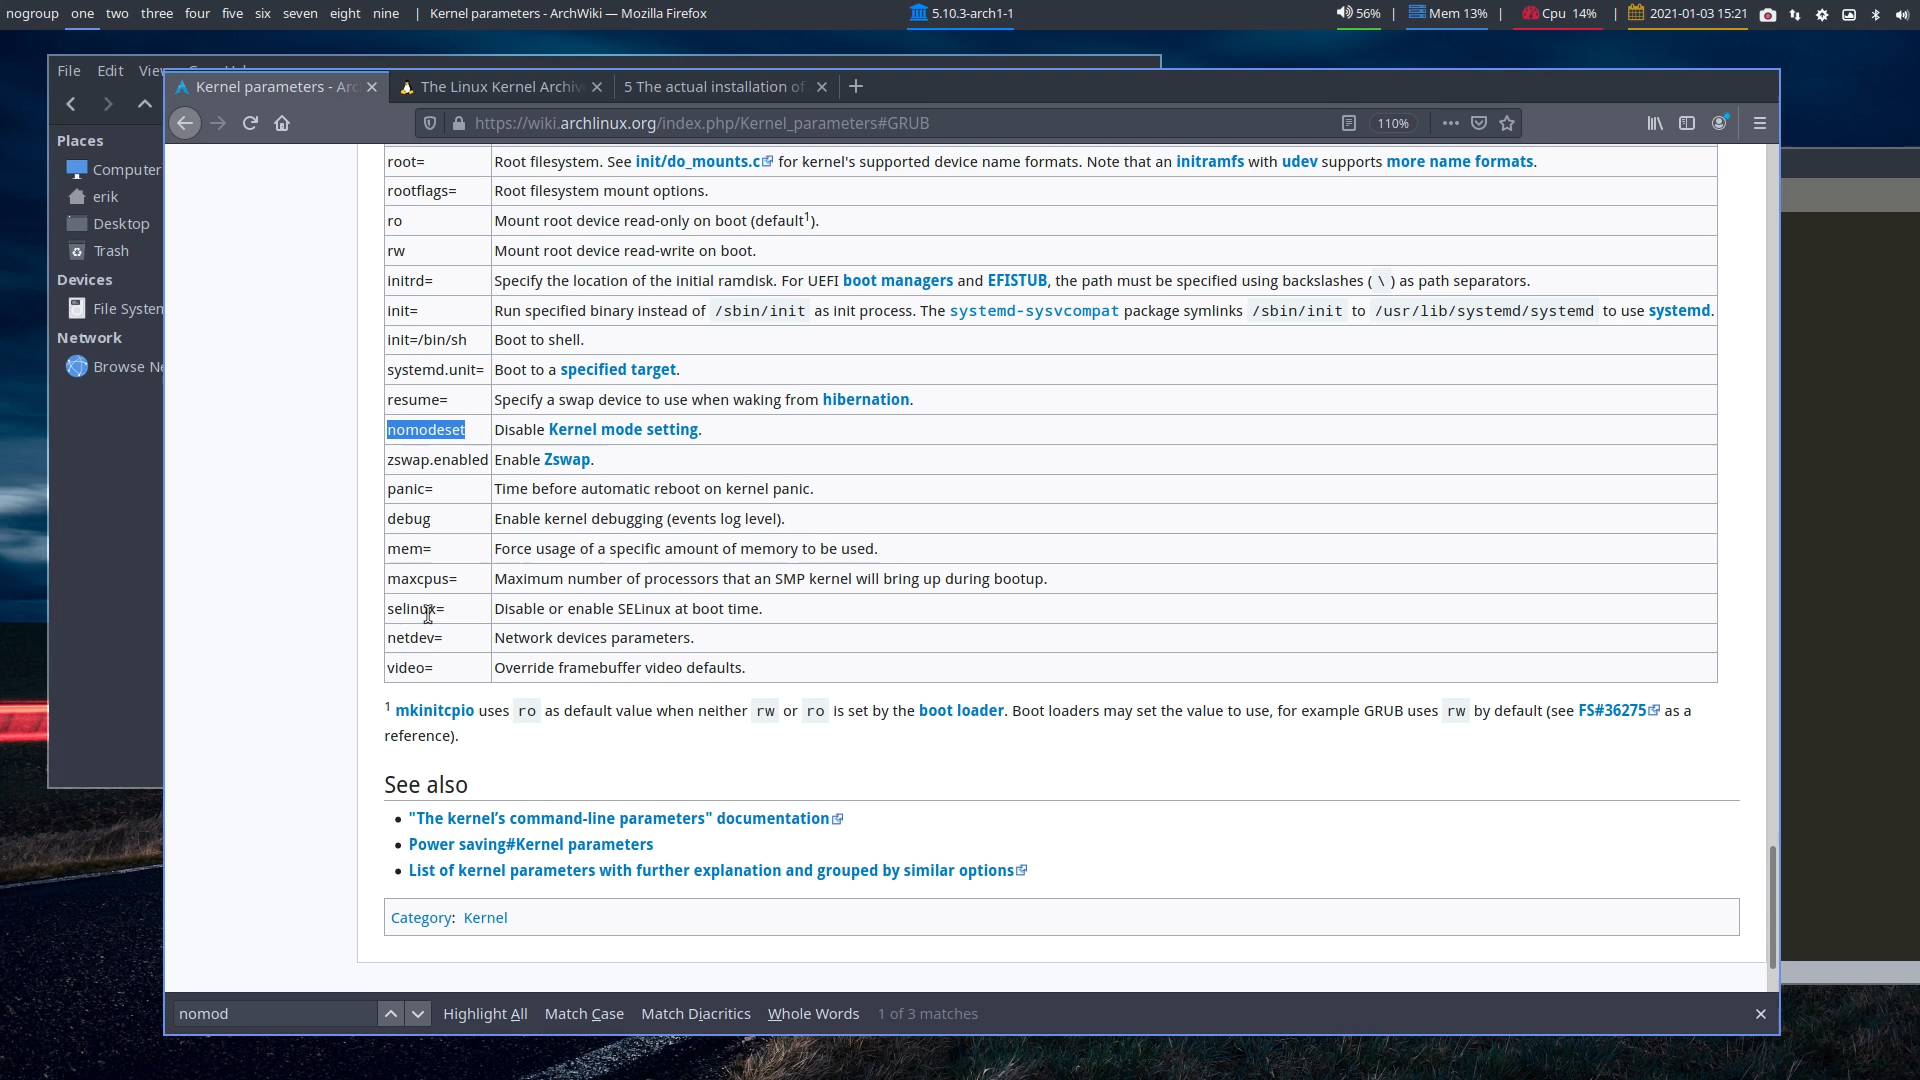 nogroup one two three four five six seven eight nine | Kernel parameters - ArchWiki — Mozilla Firefox 5.10.3-arch1-1 56% | Mem 13% | Cpu 14% | 2021-01-03 15:21
File Edit View Go Help
Kernel parameters - Arc The Linux Kernel Archiv 5 The actual installation of
https://wiki.archlinux.org/index.php/Kernel_parameters#GRUB 110%
Places
Computer
erik
Desktop
Trash
Devices
File System
Network
Browse Ne
root= Root filesystem. See init/do_mounts.c for kernel's supported device name formats. Note that an initramfs with udev supports more name formats.
rootflags= Root filesystem mount options.
ro Mount root device read-only on boot (default1).
rw Mount root device read-write on boot.
initrd= Specify the location of the initial ramdisk. For UEFI boot managers and EFISTUB, the path must be specified using backslashes ( \ ) as path separators.
init= Run specified binary instead of /sbin/init as init process. The systemd-sysvcompat package symlinks /sbin/init to /usr/lib/systemd/systemd to use systemd.
init=/bin/sh Boot to shell.
systemd.unit= Boot to a specified target.
resume= Specify a swap device to use when waking from hibernation.
nomodeset Disable Kernel mode setting.
zswap.enabled Enable Zswap.
panic= Time before automatic reboot on kernel panic.
debug Enable kernel debugging (events log level).
mem= Force usage of a specific amount of memory to be used.
maxcpus= Maximum number of processors that an SMP kernel will bring up during bootup.
selinux= Disable or enable SELinux at boot time.
netdev= Network devices parameters.
video= Override framebuffer video defaults.
1 mkinitcpio uses ro as default value when neither rw or ro is set by the boot loader. Boot loaders may set the value to use, for example GRUB uses rw by default (see FS#36275 as a
reference).
See also
• "The kernel’s command-line parameters" documentation
• Power saving#Kernel parameters
• List of kernel parameters with further explanation and grouped by similar options
Category: Kernel
nomod Highlight All Match Case Match Diacritics Whole Words 1 of 3 matches